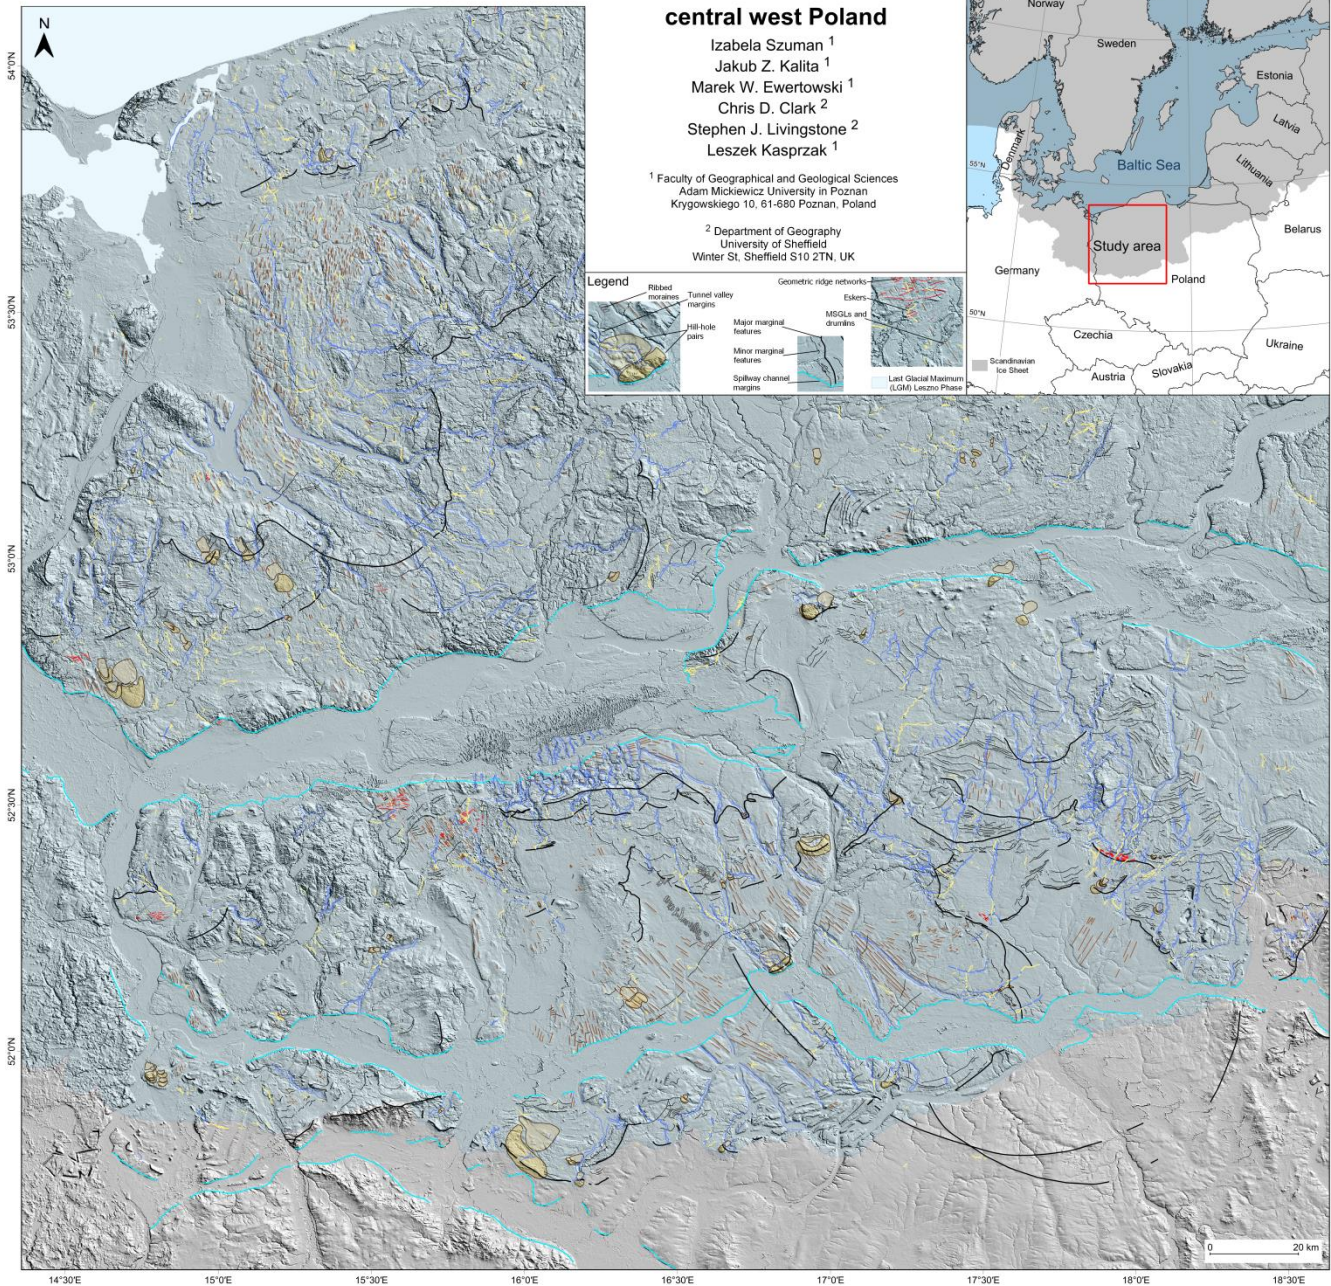 N
central west Poland
Izabela Szuman 1
Jakub Z. Kalita 1
Marek W. Ewertowski 1
Chris D. Clark 2
Stephen J. Livingstone 2
Leszek Kasprzak 1
1 Faculty of Geographical and Geological Sciences
Adam Mickiewicz University in Poznan
Krygowskiego 10, 61-680 Poznan, Poland
2 Department of Geography
University of Sheffield
Winter St, Sheffield S10 2TN, UK
Legend
Ribbed
moraines
Tunnel valley
margins
Hill-hole
pairs
Major marginal
features
Minor marginal
features
Spillway channel
margins
Geometric ridge networks
Eskers
MSGLs and
drumlins
Last Glacial Maximum
(LGM) Leszno Phase
Norway
Sweden
Estonia
Latvia
Lithuania
Denmark
Baltic Sea
55°N
Belarus
Study area
Germany
Poland
50°N
Czechia
Ukraine
Slovakia
Austria
Scandinavian
Ice Sheet
54°0'N
53°30'N
53°0'N
52°30'N
52°0'N
0 20 km
14°30'E 15°0'E 15°30'E 16°0'E 16°30'E 17°0'E 17°30'E 18°0'E 18°30'E